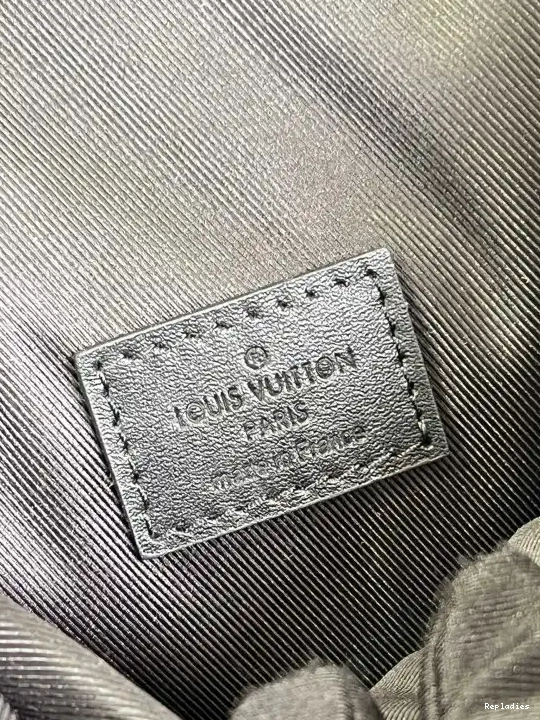 ®
LOUIS VUITTON
PARIS
made in France
Repladies